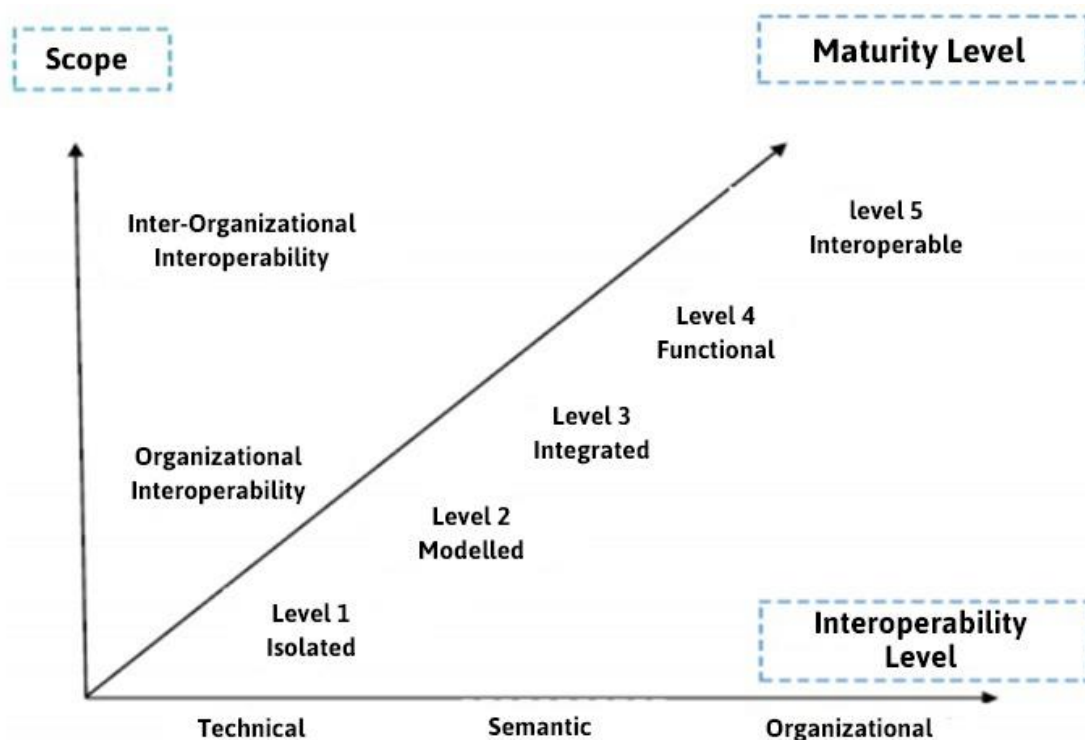 Scope
Maturity Level
Inter-Organizational
Interoperability
level 5
Interoperable
Level 4
Functional
Level 3
Integrated
Organizational
Interoperability
Level 2
Modelled
Level 1
Isolated
Interoperability
Level
Technical
Semantic
Organizational